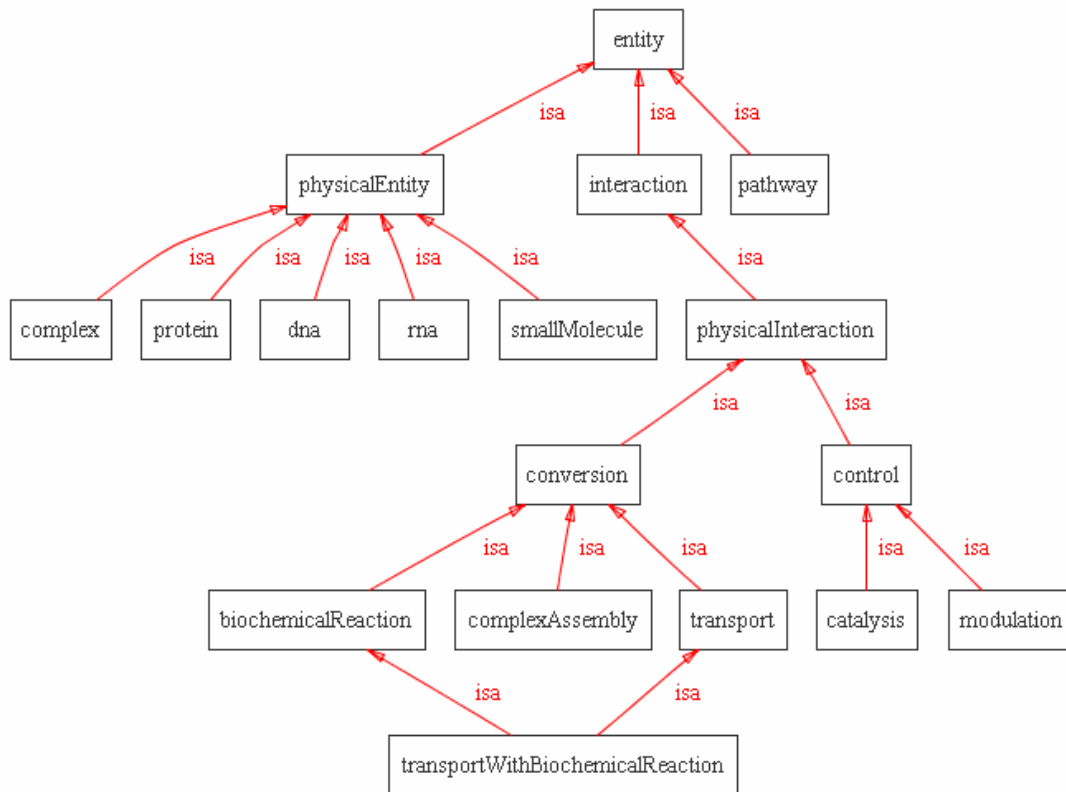 entity
isa
isa
isa
physicalEntity
interaction
pathway
isa
isa
isa
isa
isa
isa
complex
protein
dna
rna
smallMolecule
physicalInteraction
isa
isa
conversion
control
isa
isa
isa
isa
isa
biochemicalReaction
complexAssembly
transport
catalysis
modulation
isa
isa
transportWithBiochemicalReaction